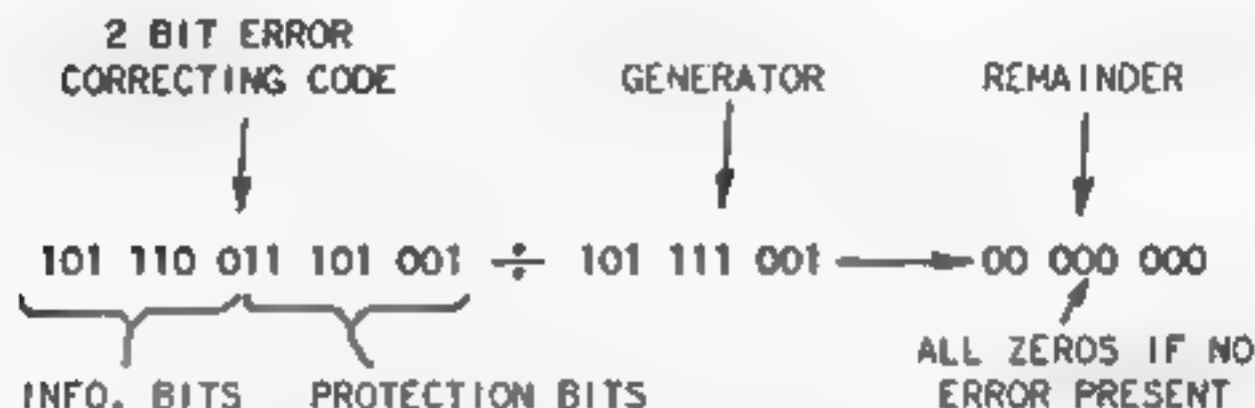 2 BIT ERROR
CORRECTING CODE
GENERATOR
REMAINDER
101 110 011 101 001 ÷ 101 111 001 00 000 000
INFO. BITS
PROTECTION BITS
ALL ZEROS IF NO
ERROR PRESENT